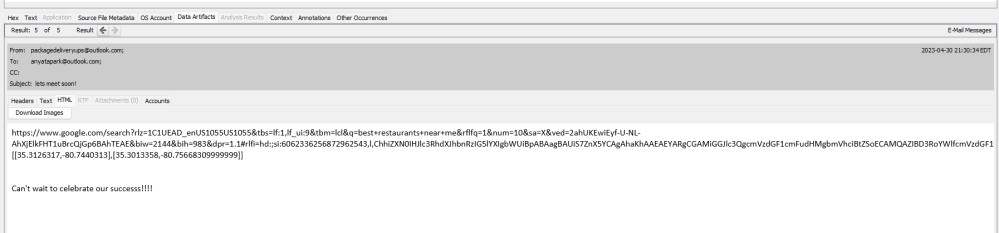 Hex Text Application Source File Metadata OS Account Data Artifacts Analysis Results Context Annotations Other Occurrences
Result: 5 of 5 Result E-Mail Messages
From: packagedeliveryups@outlook.com; 2023-04-30 21:30:34 EDT
To: anyatapark@outlook.com;
CC:
Subject: lets meet soon!
Headers Text HTML RTF Attachments (0) Accounts
Download Images
https://www.google.com/search?rlz=1C1UEAD_enUS1055US1055&tbs=lf:1,lf_ui:9&tbm=lcl&q=best+restaurants+near+me&rflfq=1&num=10&sa=X&ved=2ahUKEwiEyf-U-NL-
AhXjElkFHT1uBrcQjGp6BAhTEAE&biw=2144&bih=983&dpr=1.1#rlfi=hd:;si:6062336256872962543,l,ChhiZXN0IHJlc3RhdXJhbnRzIG5lYXIgbWUiBpABAagBAUiS7ZnX5YCAgAhaKhAAEAEYARgCGAMiGGJlc3QgcmVzdGF1cmFudHMgbmVhciBtZSoECAMQAZIBD3RoYWlfcmVzdGF1
[[35.3126317,-80.7440313],[35.3013358,-80.75668309999999]]
Can't wait to celebrate our successs!!!!